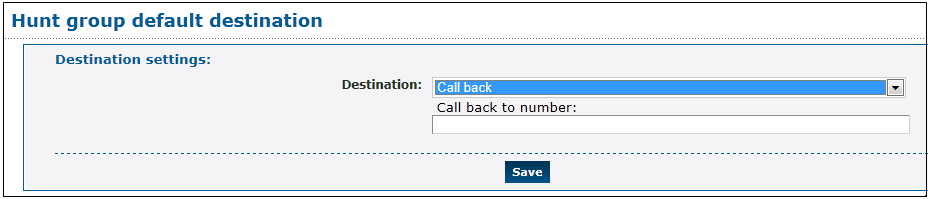 Hunt group default destination
Destination settings:
Destination: Call back
Call back to number:
Save